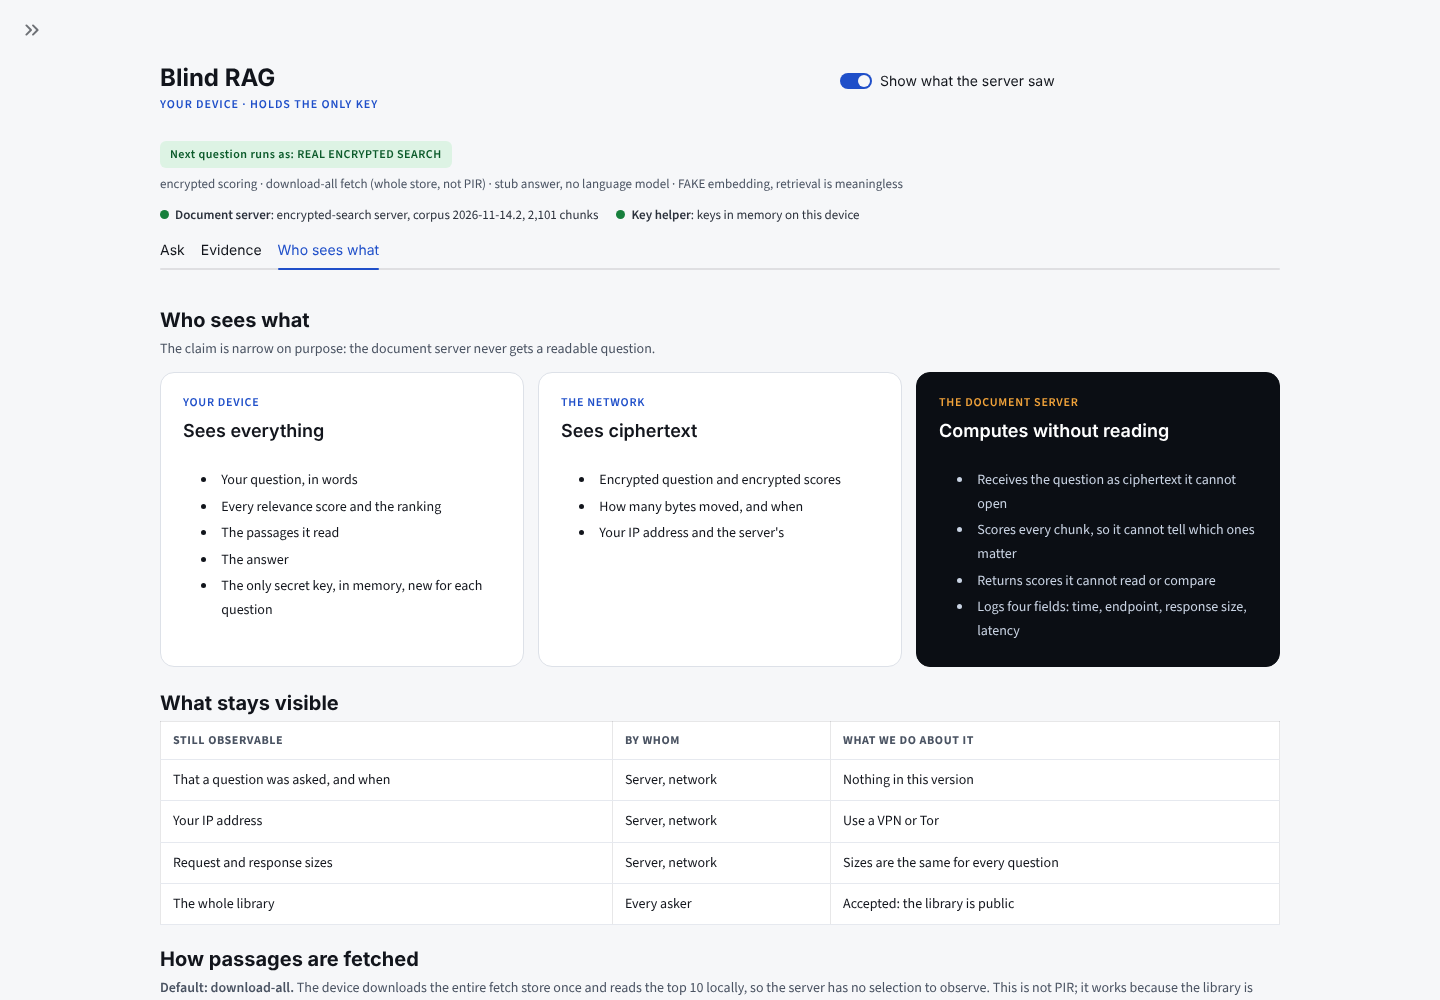 Blind RAG
Show what the server saw
YOUR DEVICE · HOLDS THE ONLY KEY
Next question runs as: REAL ENCRYPTED SEARCH
encrypted scoring · download-all fetch (whole store, not PIR) · stub answer, no language model · FAKE embedding, retrieval is meaningless
Document server: encrypted-search server, corpus 2026-11-14.2, 2,101 chunks
Key helper: keys in memory on this device
Ask
Evidence
Who sees what
Who sees what
The claim is narrow on purpose: the document server never gets a readable question.
YOUR DEVICE
Sees everything
Your question, in words
Every relevance score and the ranking
The passages it read
The answer
The only secret key, in memory, new for each
question
THE NETWORK
Sees ciphertext
Encrypted question and encrypted scores
How many bytes moved, and when
Your IP address and the server's
THE DOCUMENT SERVER
Computes without reading
Receives the question as ciphertext it cannot
open
Scores every chunk, so it cannot tell which ones
matter
Returns scores it cannot read or compare
Logs four fields: time, endpoint, response size,
latency
What stays visible
STILL OBSERVABLE BY WHOM WHAT WE DO ABOUT IT
That a question was asked, and when Server, network Nothing in this version
Your IP address Server, network Use a VPN or Tor
Request and response sizes Server, network Sizes are the same for every question
The whole library Every asker Accepted: the library is public
How passages are fetched
Default: download-all. The device downloads the entire fetch store once and reads the top 10 locally, so the server has no selection to observe. This is not PIR; it works because the library is